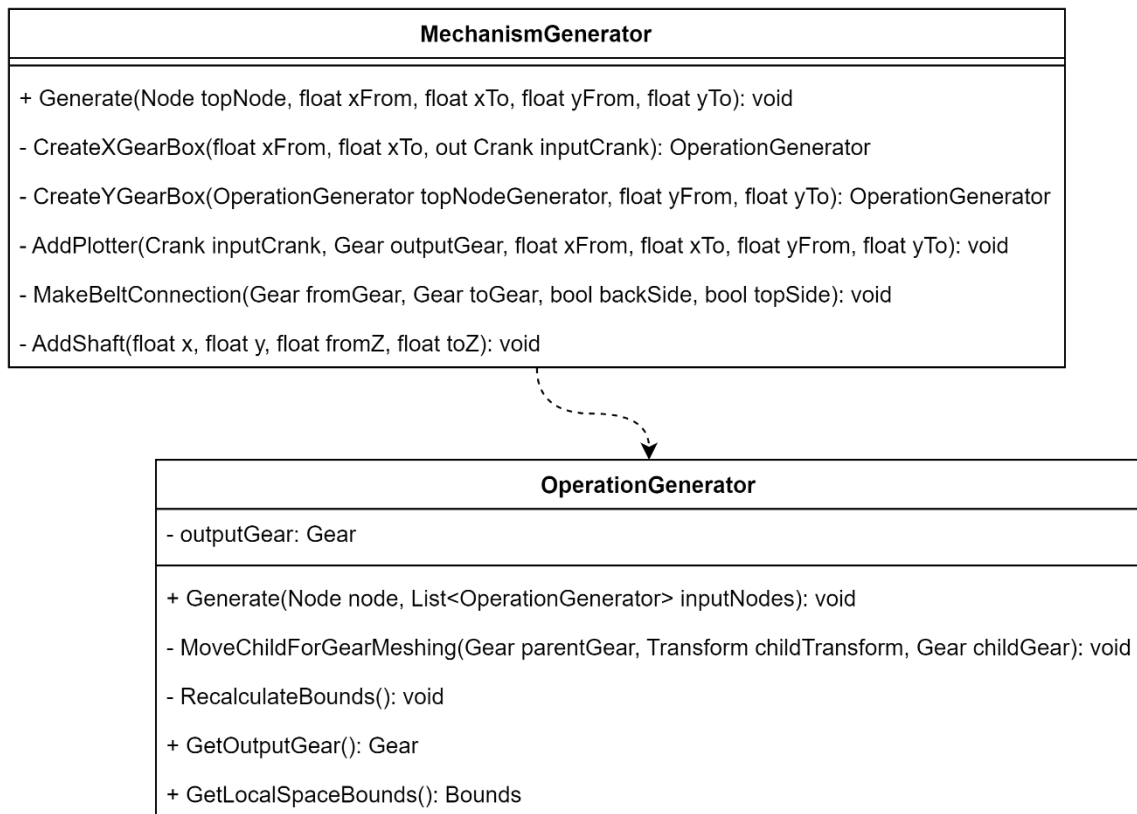 MechanismGenerator
+ Generate(Node topNode, float xFrom, float xTo, float yFrom, float yTo): void
- CreateXGearBox(float xFrom, float xTo, out Crank inputCrank): OperationGenerator
- CreateYGearBox(OperationGenerator topNodeGenerator, float yFrom, float yTo): OperationGenerator
- AddPlotter(Crank inputCrank, Gear outputGear, float xFrom, float xTo, float yFrom, float yTo): void
- MakeBeltConnection(Gear fromGear, Gear toGear, bool backSide, bool topSide): void
- AddShaft(float x, float y, float fromZ, float toZ): void
OperationGenerator
- outputGear: Gear
+ Generate(Node node, List<OperationGenerator> inputNodes): void
- MoveChildForGearMeshing(Gear parentGear, Transform childTransform, Gear childGear): void
- RecalculateBounds(): void
+ GetOutputGear(): Gear
+ GetLocalSpaceBounds(): Bounds